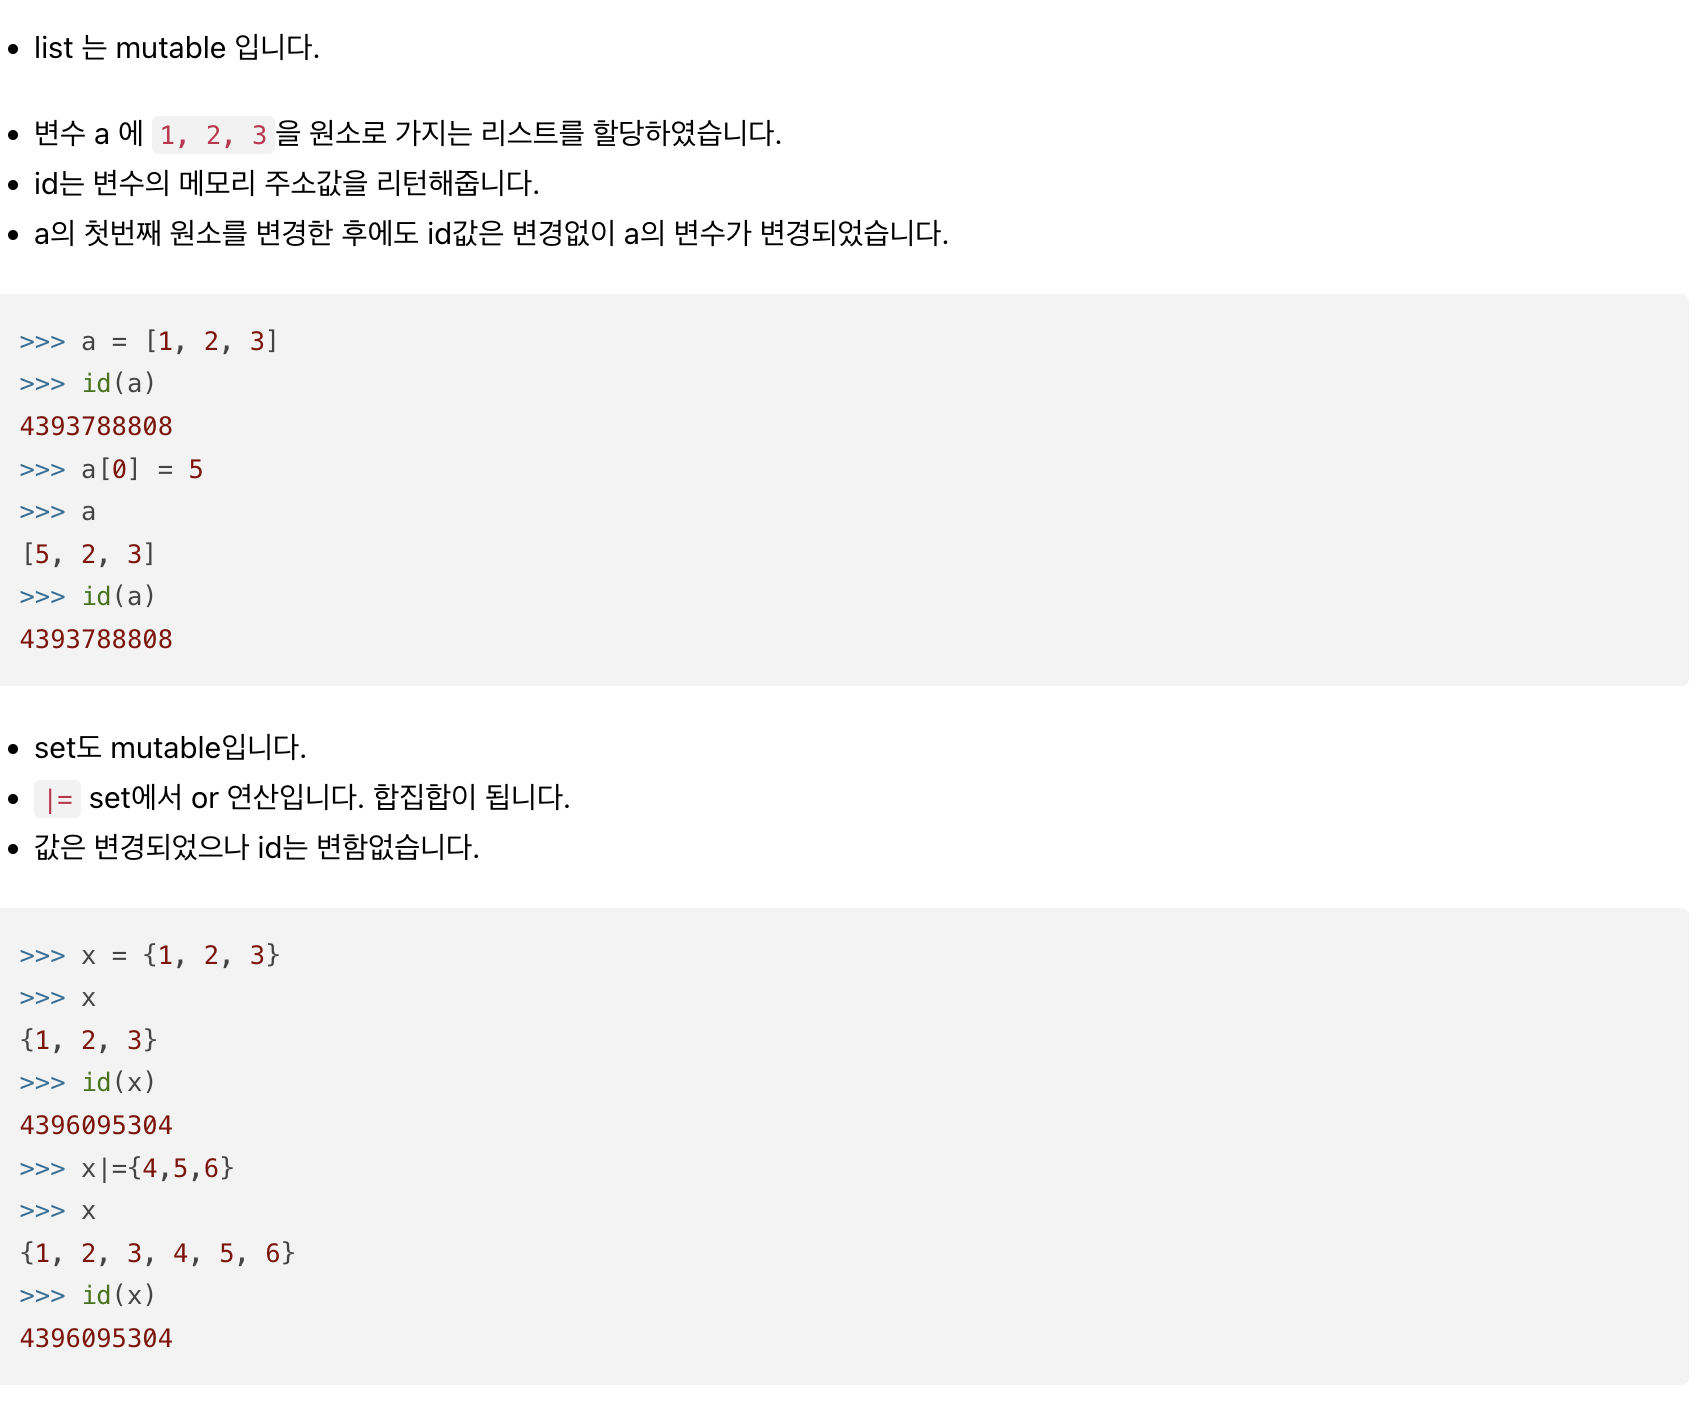 • list 는 mutable 입니다.
• 변수 a 에 1, 2, 3을 원소로 가지는 리스트를 할당하였습니다.
• id는 변수의 메모리 주소값을 리턴해줍니다.
• a의 첫번째 원소를 변경한 후에도 id값은 변경없이 a의 변수가 변경되었습니다.
>>> a = [1, 2, 3]
>>> id(a)
4393788808
>>> a[0] = 5
>>> a
[5, 2, 3]
>>> id(a)
4393788808
• set도 mutable입니다.
• |= set에서 or 연산입니다. 합집합이 됩니다.
• 값은 변경되었으나 id는 변함없습니다.
>>> x = {1, 2, 3}
>>> x
{1, 2, 3}
>>> id(x)
4396095304
>>> x|={4,5,6}
>>> x
{1, 2, 3, 4, 5, 6}
>>> id(x)
4396095304